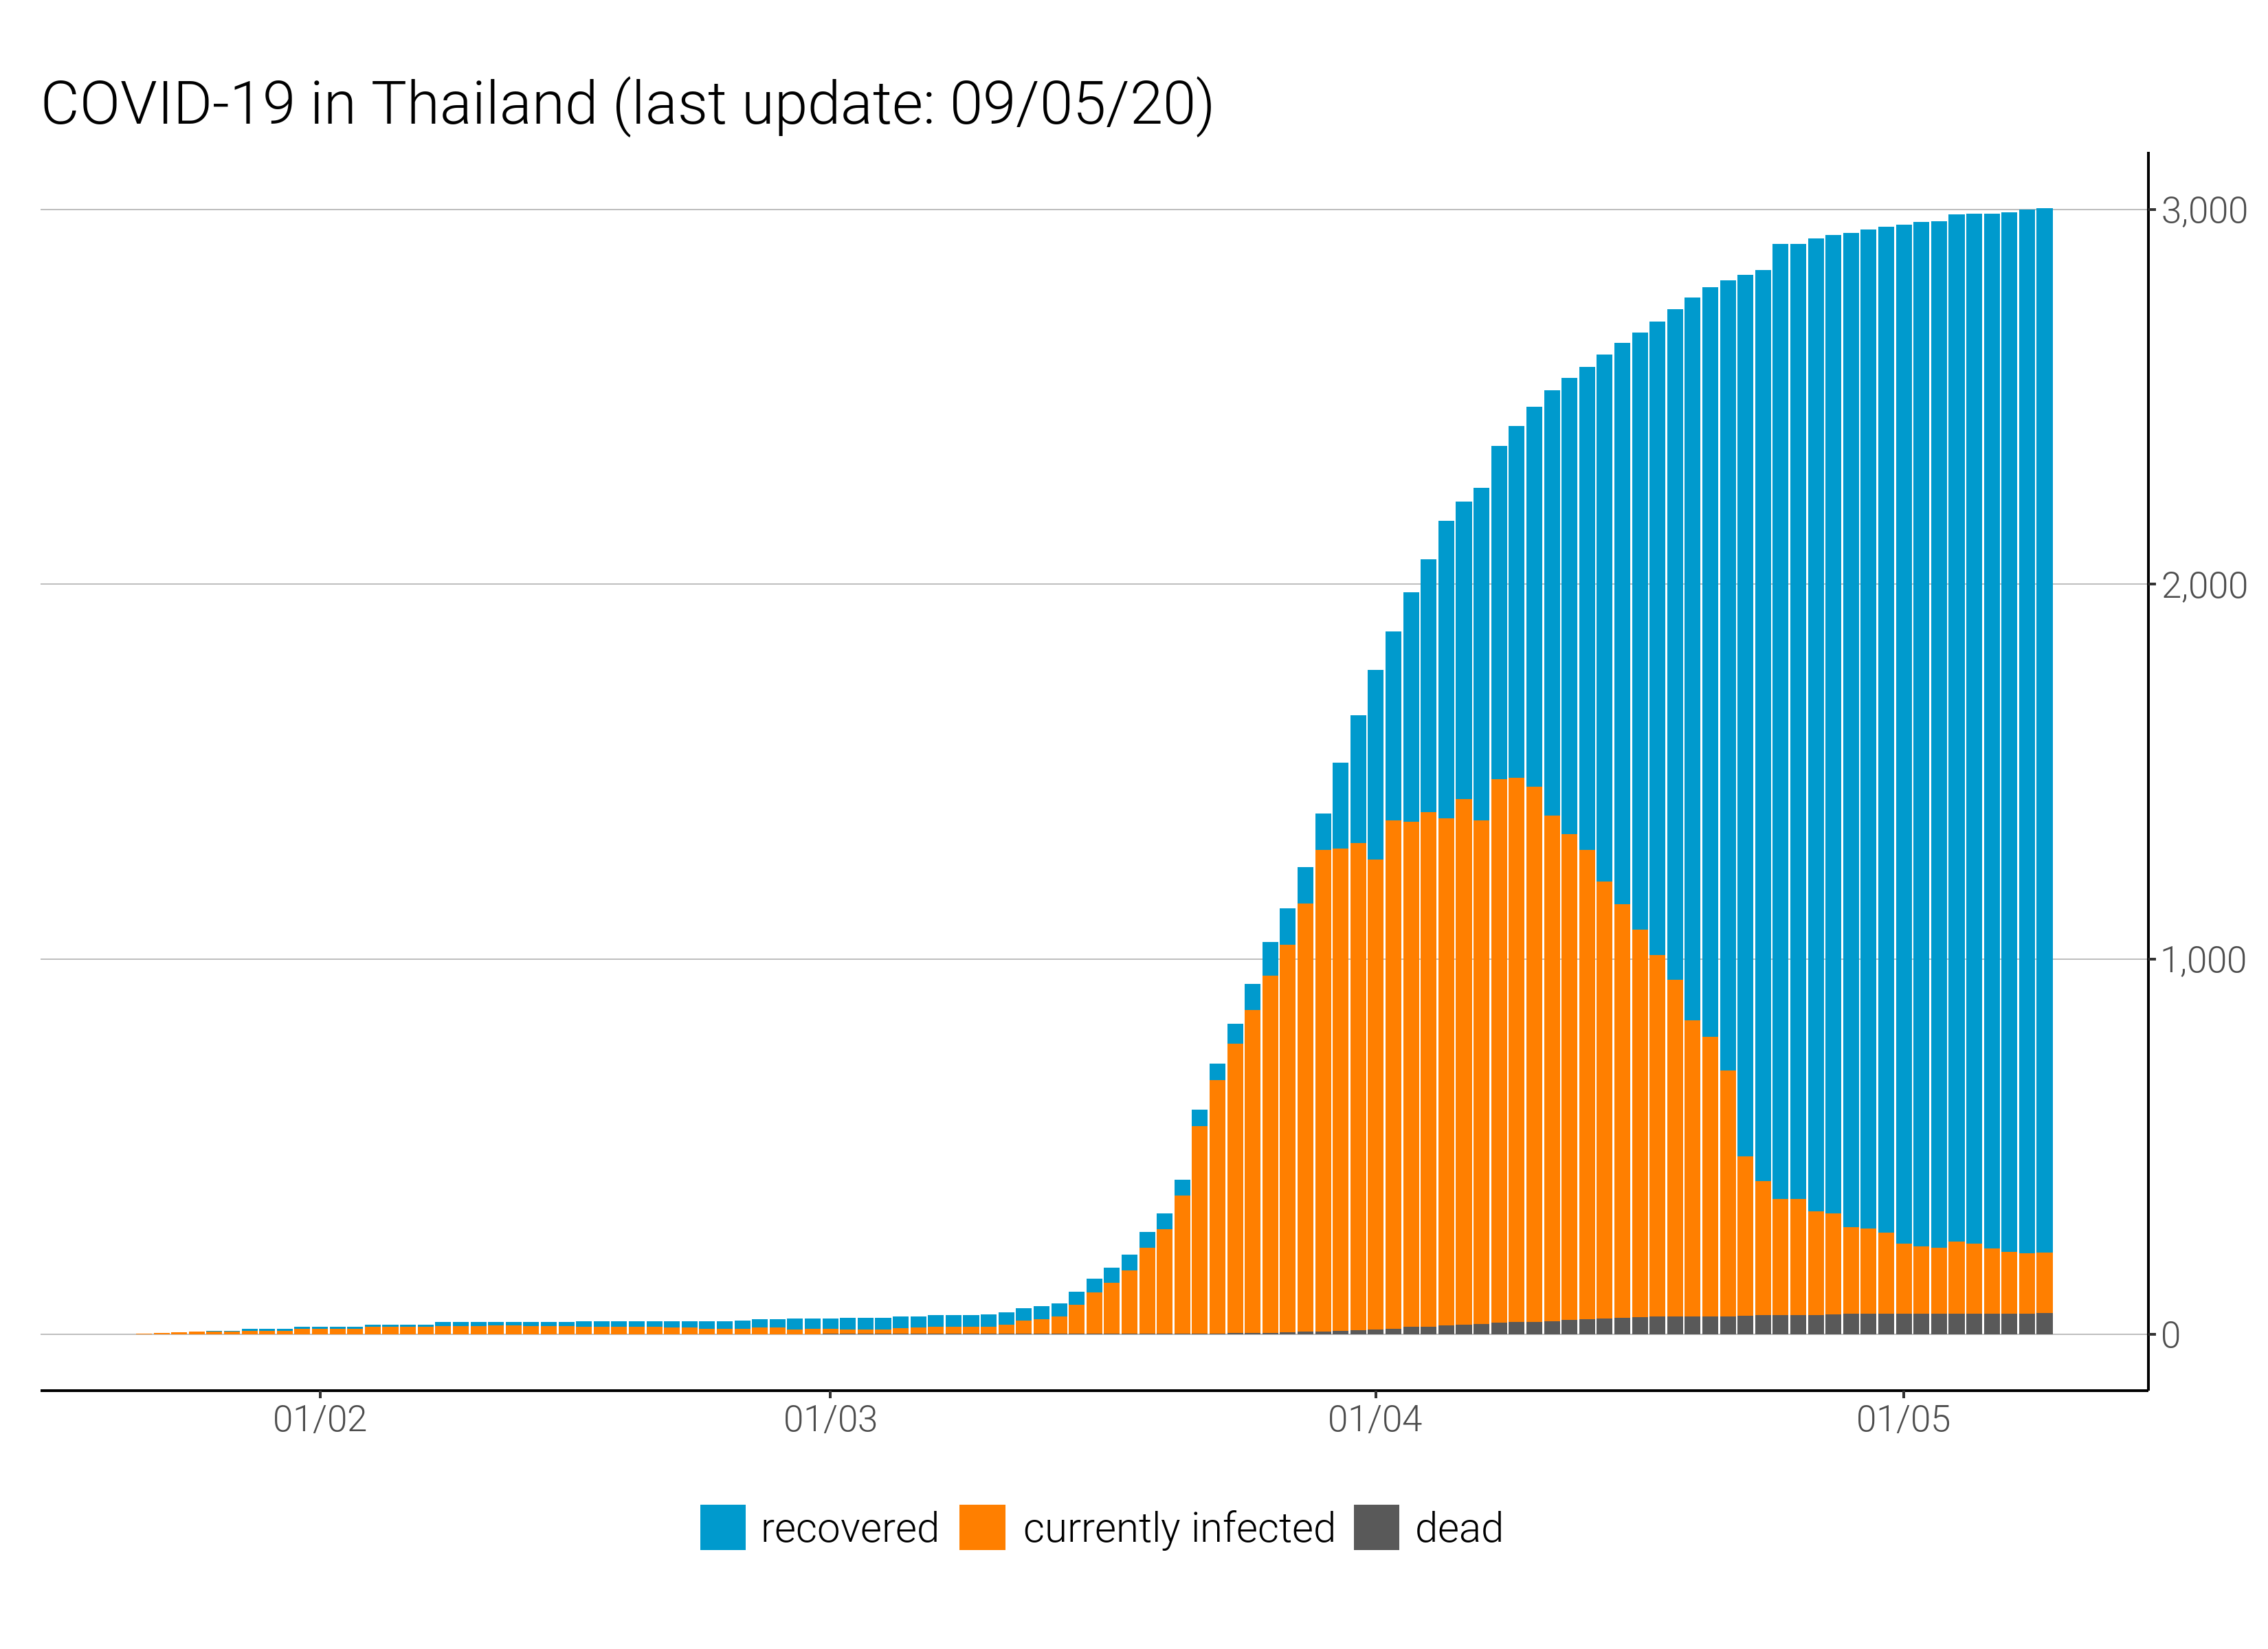 COVID-19 in Thailand (last update: 09/05/20)
3,000
2,000
1,000
0
01/02 01/03 01/04 01/05
recovered currently infected dead